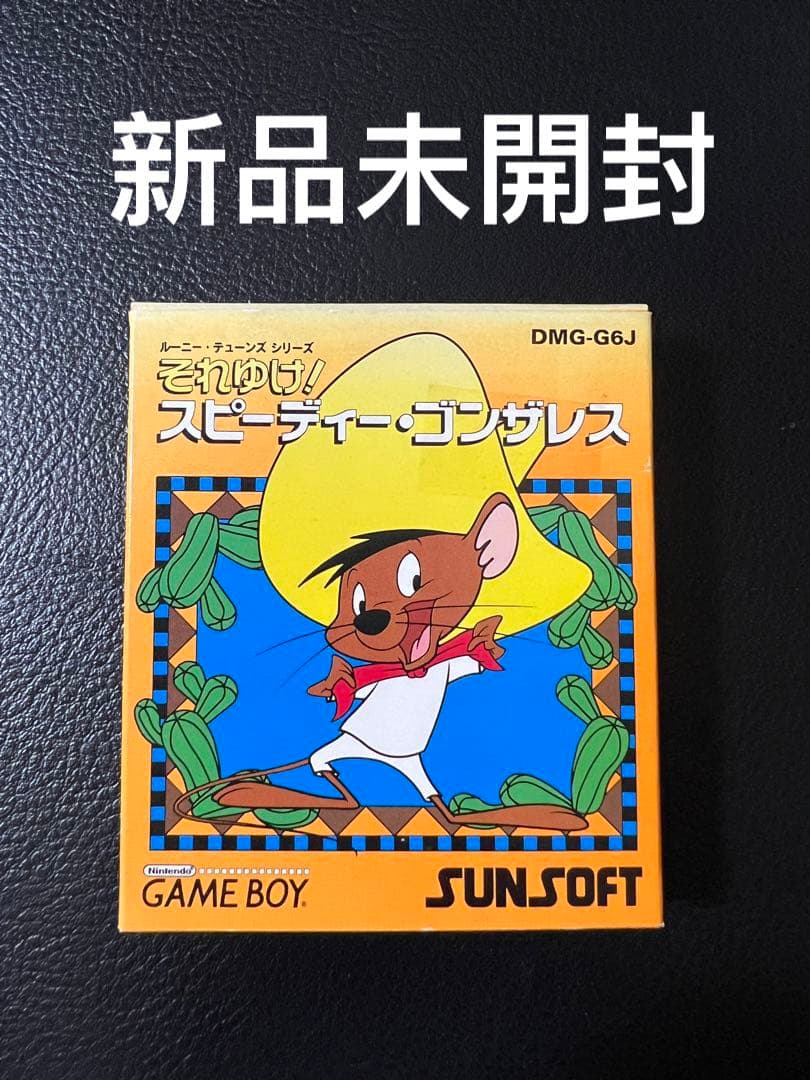 新品未開封
DMG-G6J
ルーニー・テューンズ シリーズ
それゆけ!
スピーディー・ゴンザレス
Nintendo
GAME BOY®
SUNSOFT